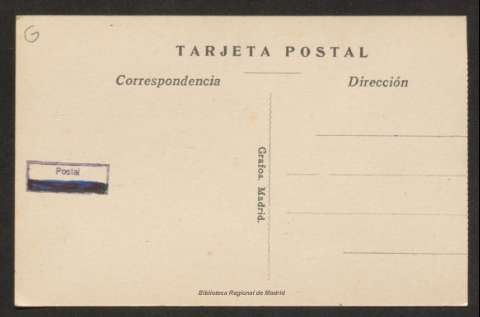 G
TARJETA POSTAL
Correspondencia
Dirección
Postal
Grafos. Madrid.
Biblioteca Regional de Madrid